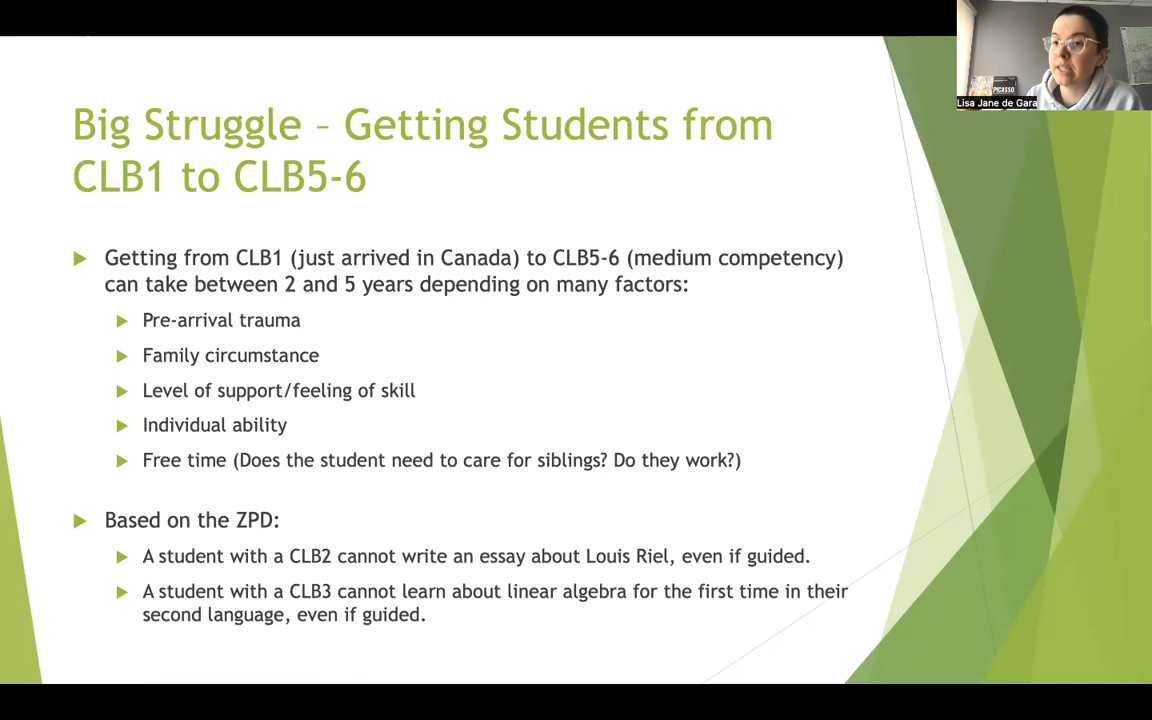 Big Struggle – Getting Students from
CLB1 to CLB5-6
Getting from CLB1 (just arrived in Canada) to CLB5-6 (medium competency)
can take between 2 and 5 years depending on many factors:
Pre-arrival trauma
Family circumstance
Level of support/feeling of skill
Individual ability
Free time (Does the student need to care for siblings? Do they work?)
Based on the ZPD:
A student with a CLB2 cannot write an essay about Louis Riel, even if guided.
A student with a CLB3 cannot learn about linear algebra for the first time in their
second language, even if guided.
PICASSO
Lisa Jane de Gara